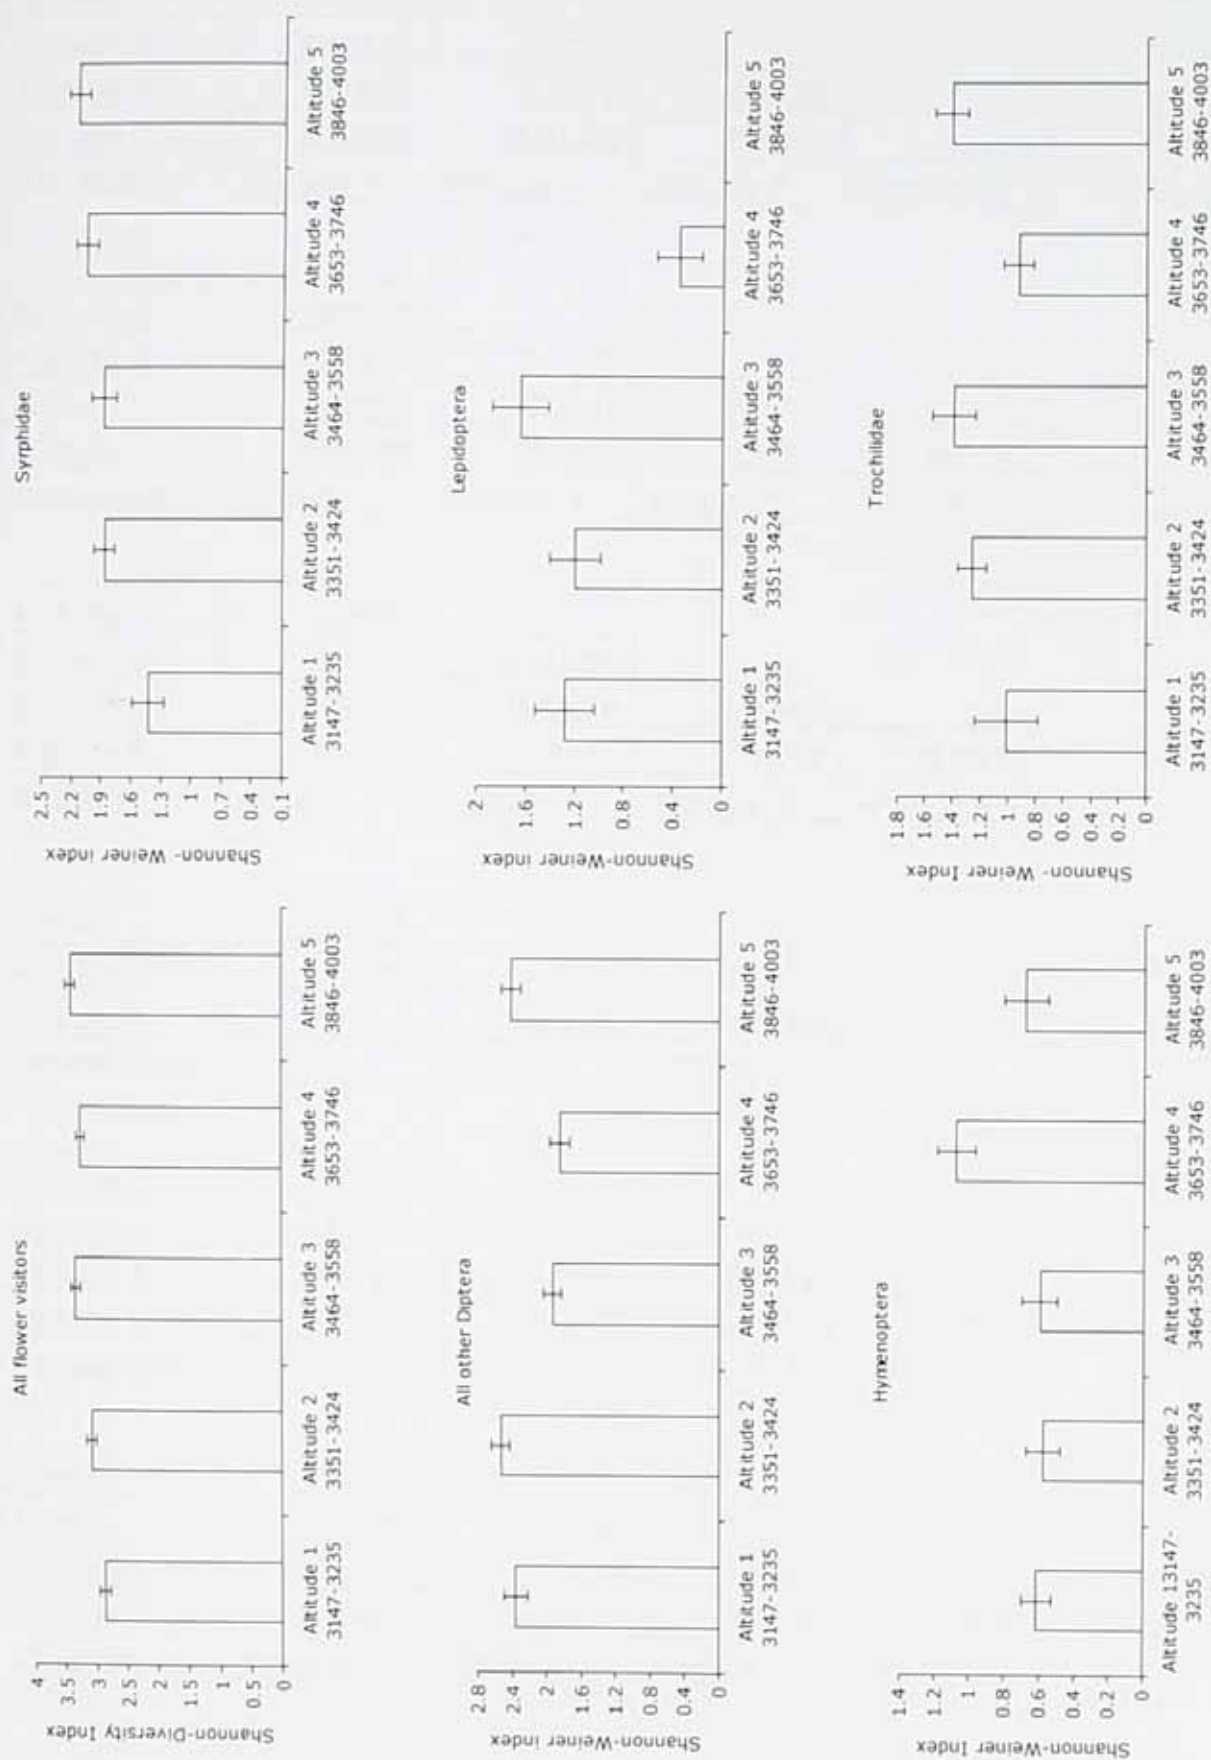 All flower visitors
Shannon-Diversity Index
4
3.5
3
2.5
2
1.5
1
0.5
0
Altitude 1
3147-3235
Altitude 2
3351-3424
Altitude 3
3464-3558
Altitude 4
3653-3746
Altitude 5
3846-4003
Syrphidae
Shannon- Weiner index
2.5
2.2
1.9
1.6
1.3
1
0.7
0.4
0.1
Altitude 1
3147-3235
Altitude 2
3351-3424
Altitude 3
3464-3558
Altitude 4
3653-3746
Altitude 5
3846-4003
All other Diptera
Shannon-Weiner index
2.8
2.4
2
1.6
1.2
0.8
0.4
0
Altitude 1
3147-3235
Altitude 2
3351-3424
Altitude 3
3464-3558
Altitude 4
3653-3746
Altitude 5
3846-4003
Lepidoptera
Shannon-Weiner index
2
1.6
1.2
0.8
0.4
0
Altitude 1
3147-3235
Altitude 2
3351-3424
Altitude 3
3464-3558
Altitude 4
3653-3746
Altitude 5
3846-4003
Hymenoptera
Shannon-Weiner Index
1.4
1.2
1
0.8
0.6
0.4
0.2
0
Altitude 13147-
3235
Altitude 2
3351-3424
Altitude 3
3464-3558
Altitude 4
3653-3746
Altitude 5
3846-4003
Trochilidae
Shannon- Weiner Index
1.8
1.6
1.4
1.2
1
0.8
0.6
0.4
0.2
0
Altitude 1
3147-3235
Altitude 2
3351-3424
Altitude 3
3464-3558
Altitude 4
3653-3746
Altitude 5
3846-4003